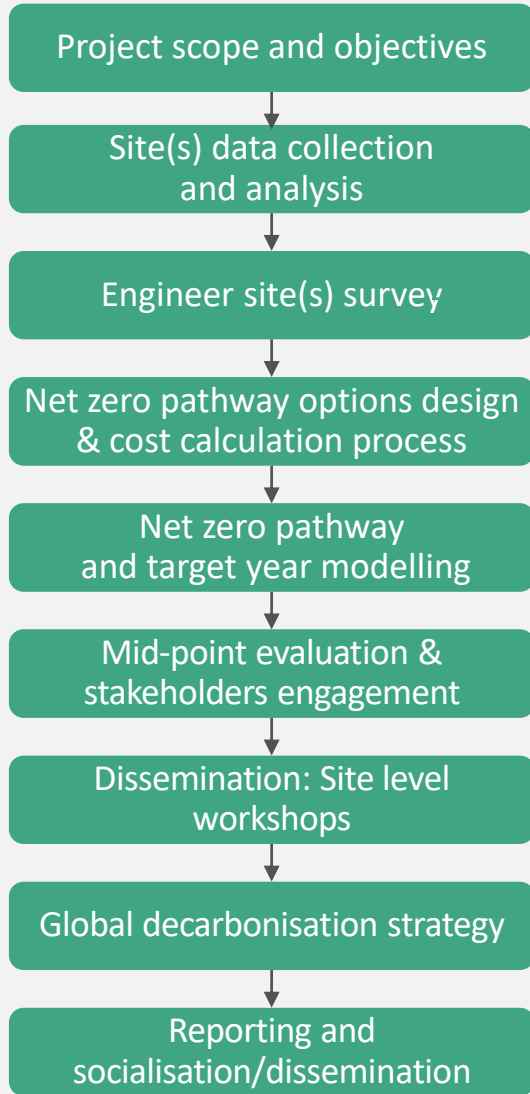 Project scope and objectives
Site(s) data collection
and analysis
Engineer site(s) survey
Net zero pathway options design
& cost calculation process
Net zero pathway
and target year modelling
Mid-point evaluation &
stakeholders engagement
Dissemination: Site level
workshops
Global decarbonisation strategy
Reporting and
socialisation/dissemination